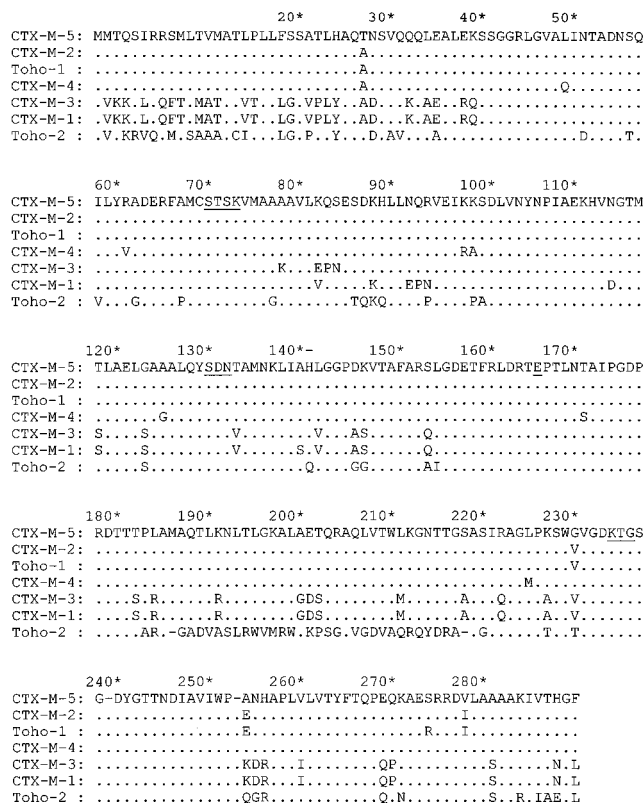 20* 30* 40* 50*
CTX-M-5: MMTQSIRRSMLTVMATLPLLFSSATLHAQTNSVQQQLEALEKSSGGRLGVALINTADNSQ
CTX-M-2: ............................A...............................
Toho-1 : ............................A...............................
CTX-M-4: ............................A......................Q........
CTX-M-3: .VKK.L.QFT.MAT..VT..LG.VPLY..AD...K.AE..RQ..................
CTX-M-1: .VKK.L.QFT.MAT..VT..LG.VPLY..AD...K.AE..RQ..................
Toho-2 : .V.KRVQ.M.SAAA.CI...LG.P..Y...D.AV...A................D....T.
60* 70* 80* 90* 100* 110*
CTX-M-5: ILYRADERFAMCSTSKVMAAAAVLKQSESDKHLLNQRVEIKKSDLVNYNPIAEKHVNGTM
CTX-M-2: ............................................................
Toho-1 : ............................................................
CTX-M-4: ...F.....................................RA.................
CTX-M-3: ....................K...EPN.................................
CTX-M-1: ........................V.....K...EPN....................D...
Toho-2 : V...G....P.........G........QKQ....P....PA..................
120* 130* 140*– 150* 160* 170*
CTX-M-5: TLAELGAAALQYSDNTAMNKLIAHLGGPDKVTAFARSLGDETFRLDRTEPTLNTAIPGDP
CTX-M-2: ............................................................
Toho-1 : ............................................................
CTX-M-4: .......G.............................................S......
CTX-M-3: S....S.........V........V...QS......Q.......................
CTX-M-1: S....S.........V......S.V...QS......Q.......................
Toho-2 : .....S.................Q....GG......AI......................
180* 190* 200* 210* 220* 230*
CTX-M-5: RDTTTPLAMAQTLKNLTLGKALAETQRAQLVTWLKGNTTGSASIRAGLPKSWGVGDKTGS
CTX-M-2: ....................................................V.......
Toho-1 : ....................................................V.......
CTX-M-4: ...............................................M............
CTX-M-3: ....S.R......R........GDS.......M......A...Q....A..V........
CTX-M-1: ....S.R......R........GDS.......M......A...Q....A..V........
Toho-2 : .....AR.-GADVASLRWVMRW.KPSG.VGDVAQRQYDRA-.G......T..T........
240* 250* 260* 270* 280*
CTX-M-5: G-DYGTTNDIAVIWP-ANHAPLVLVTYFTQPEQKAESRRDVLAAAAKIVTHGF
CTX-M-2: ................E.......................I............
Toho-1 : ................E...................R...I............
CTX-M-4: .....................................................
CTX-M-3: ................KDR...I........QP..........S.......N.L
CTX-M-1: ................KDR...I........QP..........S.......N.L
Toho-2 : ................QGR............Q.N.........S..R.IAE.L